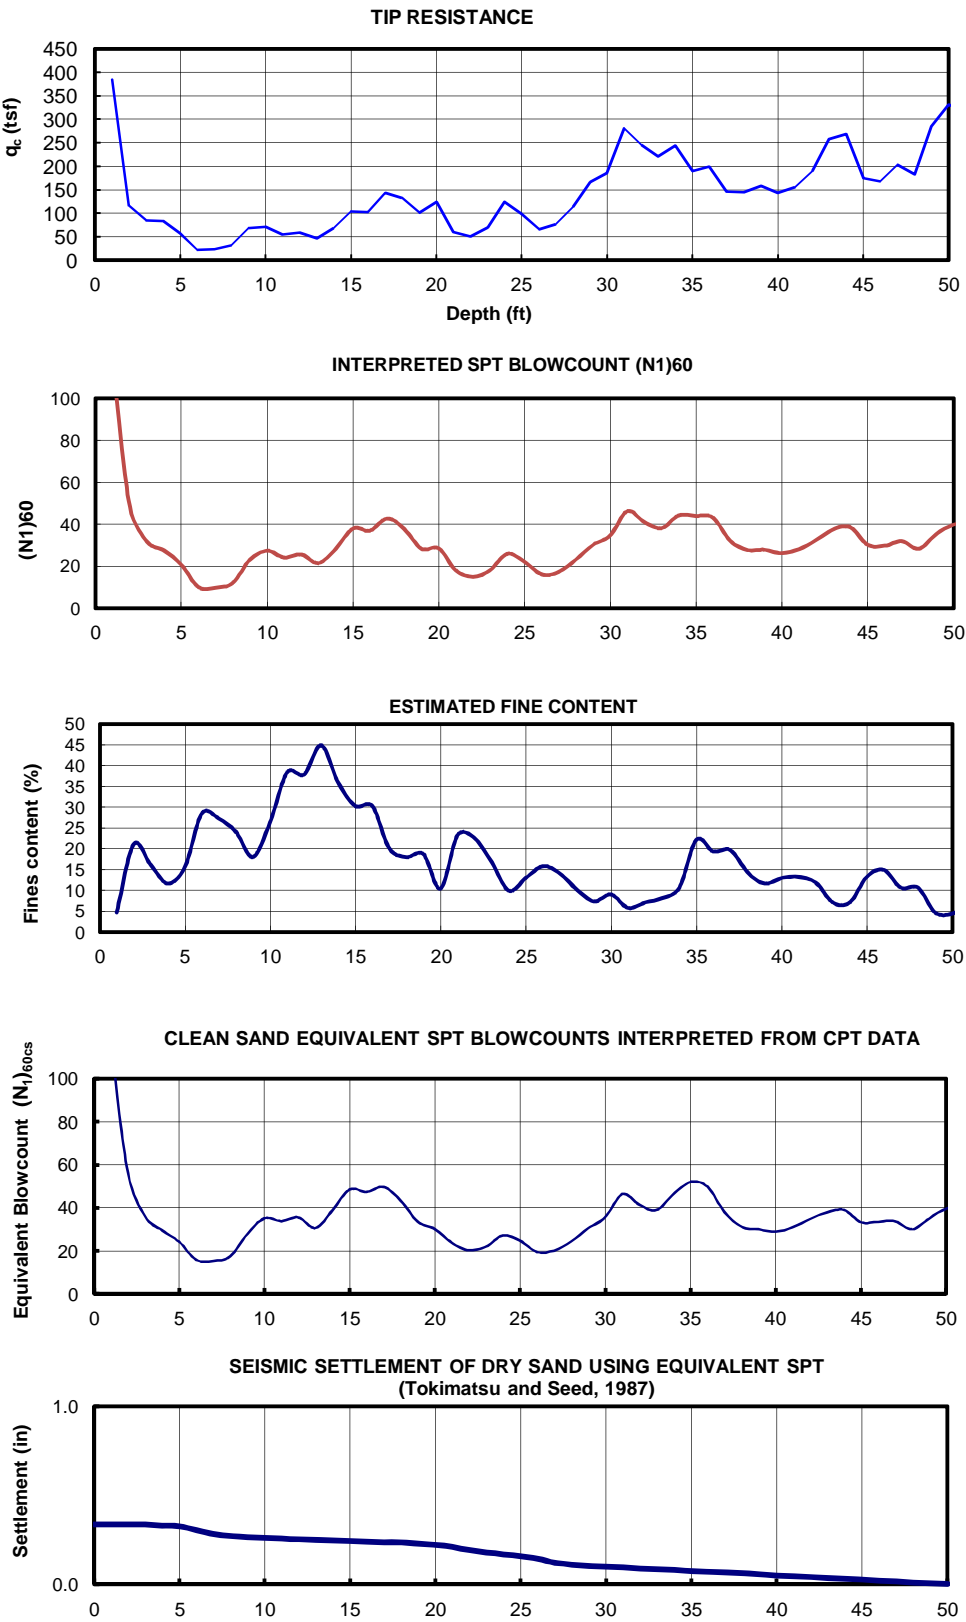 TIP RESISTANCE
450
400
350
300
250
200
150
100
50
0
qc (tsf)
0 5 10 15 20 25 30 35 40 45 50
Depth (ft)
INTERPRETED SPT BLOWCOUNT (N1)60
100
80
60
40
20
0
(N1)60
0 5 10 15 20 25 30 35 40 45 50
ESTIMATED FINE CONTENT
50
45
40
35
30
25
20
15
10
5
0
Fines content (%)
0 5 10 15 20 25 30 35 40 45 50
CLEAN SAND EQUIVALENT SPT BLOWCOUNTS INTERPRETED FROM CPT DATA
100
80
60
40
20
0
Equivalent Blowcount (N1)60cs
0 5 10 15 20 25 30 35 40 45 50
SEISMIC SETTLEMENT OF DRY SAND USING EQUIVALENT SPT
(Tokimatsu and Seed, 1987)
1.0
0.0
Settlement (in)
0 5 10 15 20 25 30 35 40 45 50